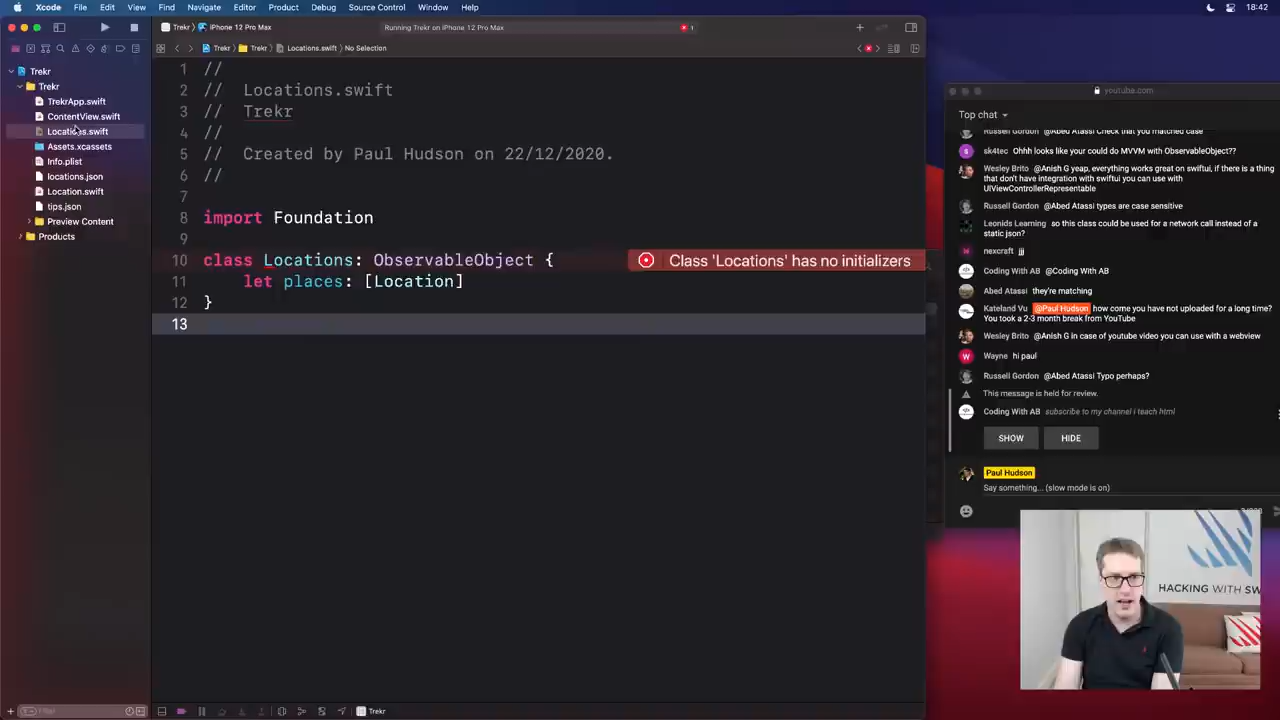 Xcode File Edit View Find Navigate Editor Product Debug Source Control Window Help
18:42
Trekr
iPhone 12 Pro Max
Running Trekr on iPhone 12 Pro Max
1
Trekr
Trekr
Locations.swift
No Selection
Trekr
Trekr
TrekrApp.swift
ContentView.swift
Locations.swift
Assets.xcassets
Info.plist
locations.json
Location.swift
tips.json
Preview Content
Products
1 //
2 // Locations.swift
3 // Trekr
4 //
5 // Created by Paul Hudson on 22/12/2020.
6 //
7
8 import Foundation
9
10 class Locations: ObservableObject {
Class 'Locations' has no initializers
11 let places: [Location]
12 }
13
Trekr
youtube.com
Top chat
Russell Gordon @Abed Atassi Check that you matched case
sk4tec Ohhh looks like your could do MVVM with ObservableObject??
Wesley Brito @Anish G yeap, everything works great on swiftui, if there is a thing
that don't have integration with swiftui you can use with
UIViewControllerRepresentable
Russell Gordon @Abed Atassi types are case sensitive
Leonids Learning so this class could be used for a network call instead of a
static json?
nexcraft jjj
Coding With AB @Coding With AB
Abed Atassi they're matching
Kateland Vu @Paul Hudson how come you have not uploaded for a long time?
You took a 2-3 month break from YouTube
Wesley Brito @Anish G in case of youtube video you can use with a webview
Wayne hi paul
Russell Gordon @Abed Atassi Typo perhaps?
This message is held for review.
Coding With AB subscribe to my channel i teach html
SHOW HIDE
Paul Hudson
Say something... (slow mode is on)
HACKING WITH SW